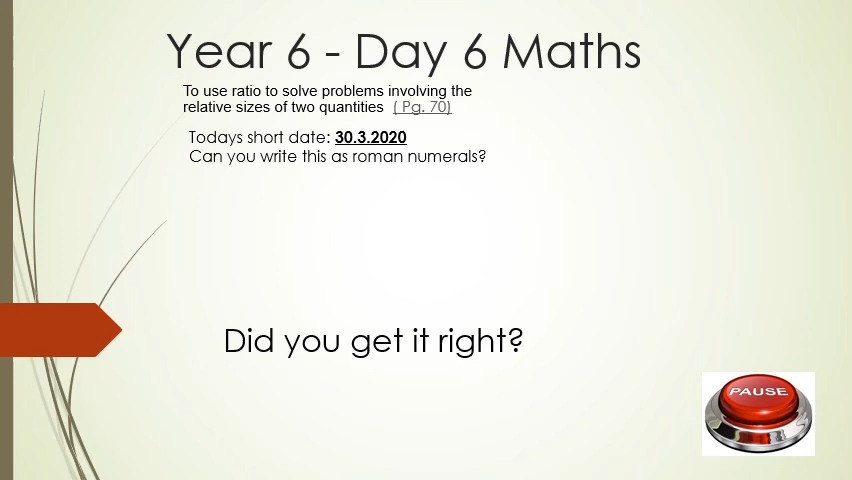 Year 6 - Day 6 Maths
To use ratio to solve problems involving the
relative sizes of two quantities ( Pg. 70)
Todays short date: 30.3.2020
Can you write this as roman numerals?
Did you get it right?
PAUSE